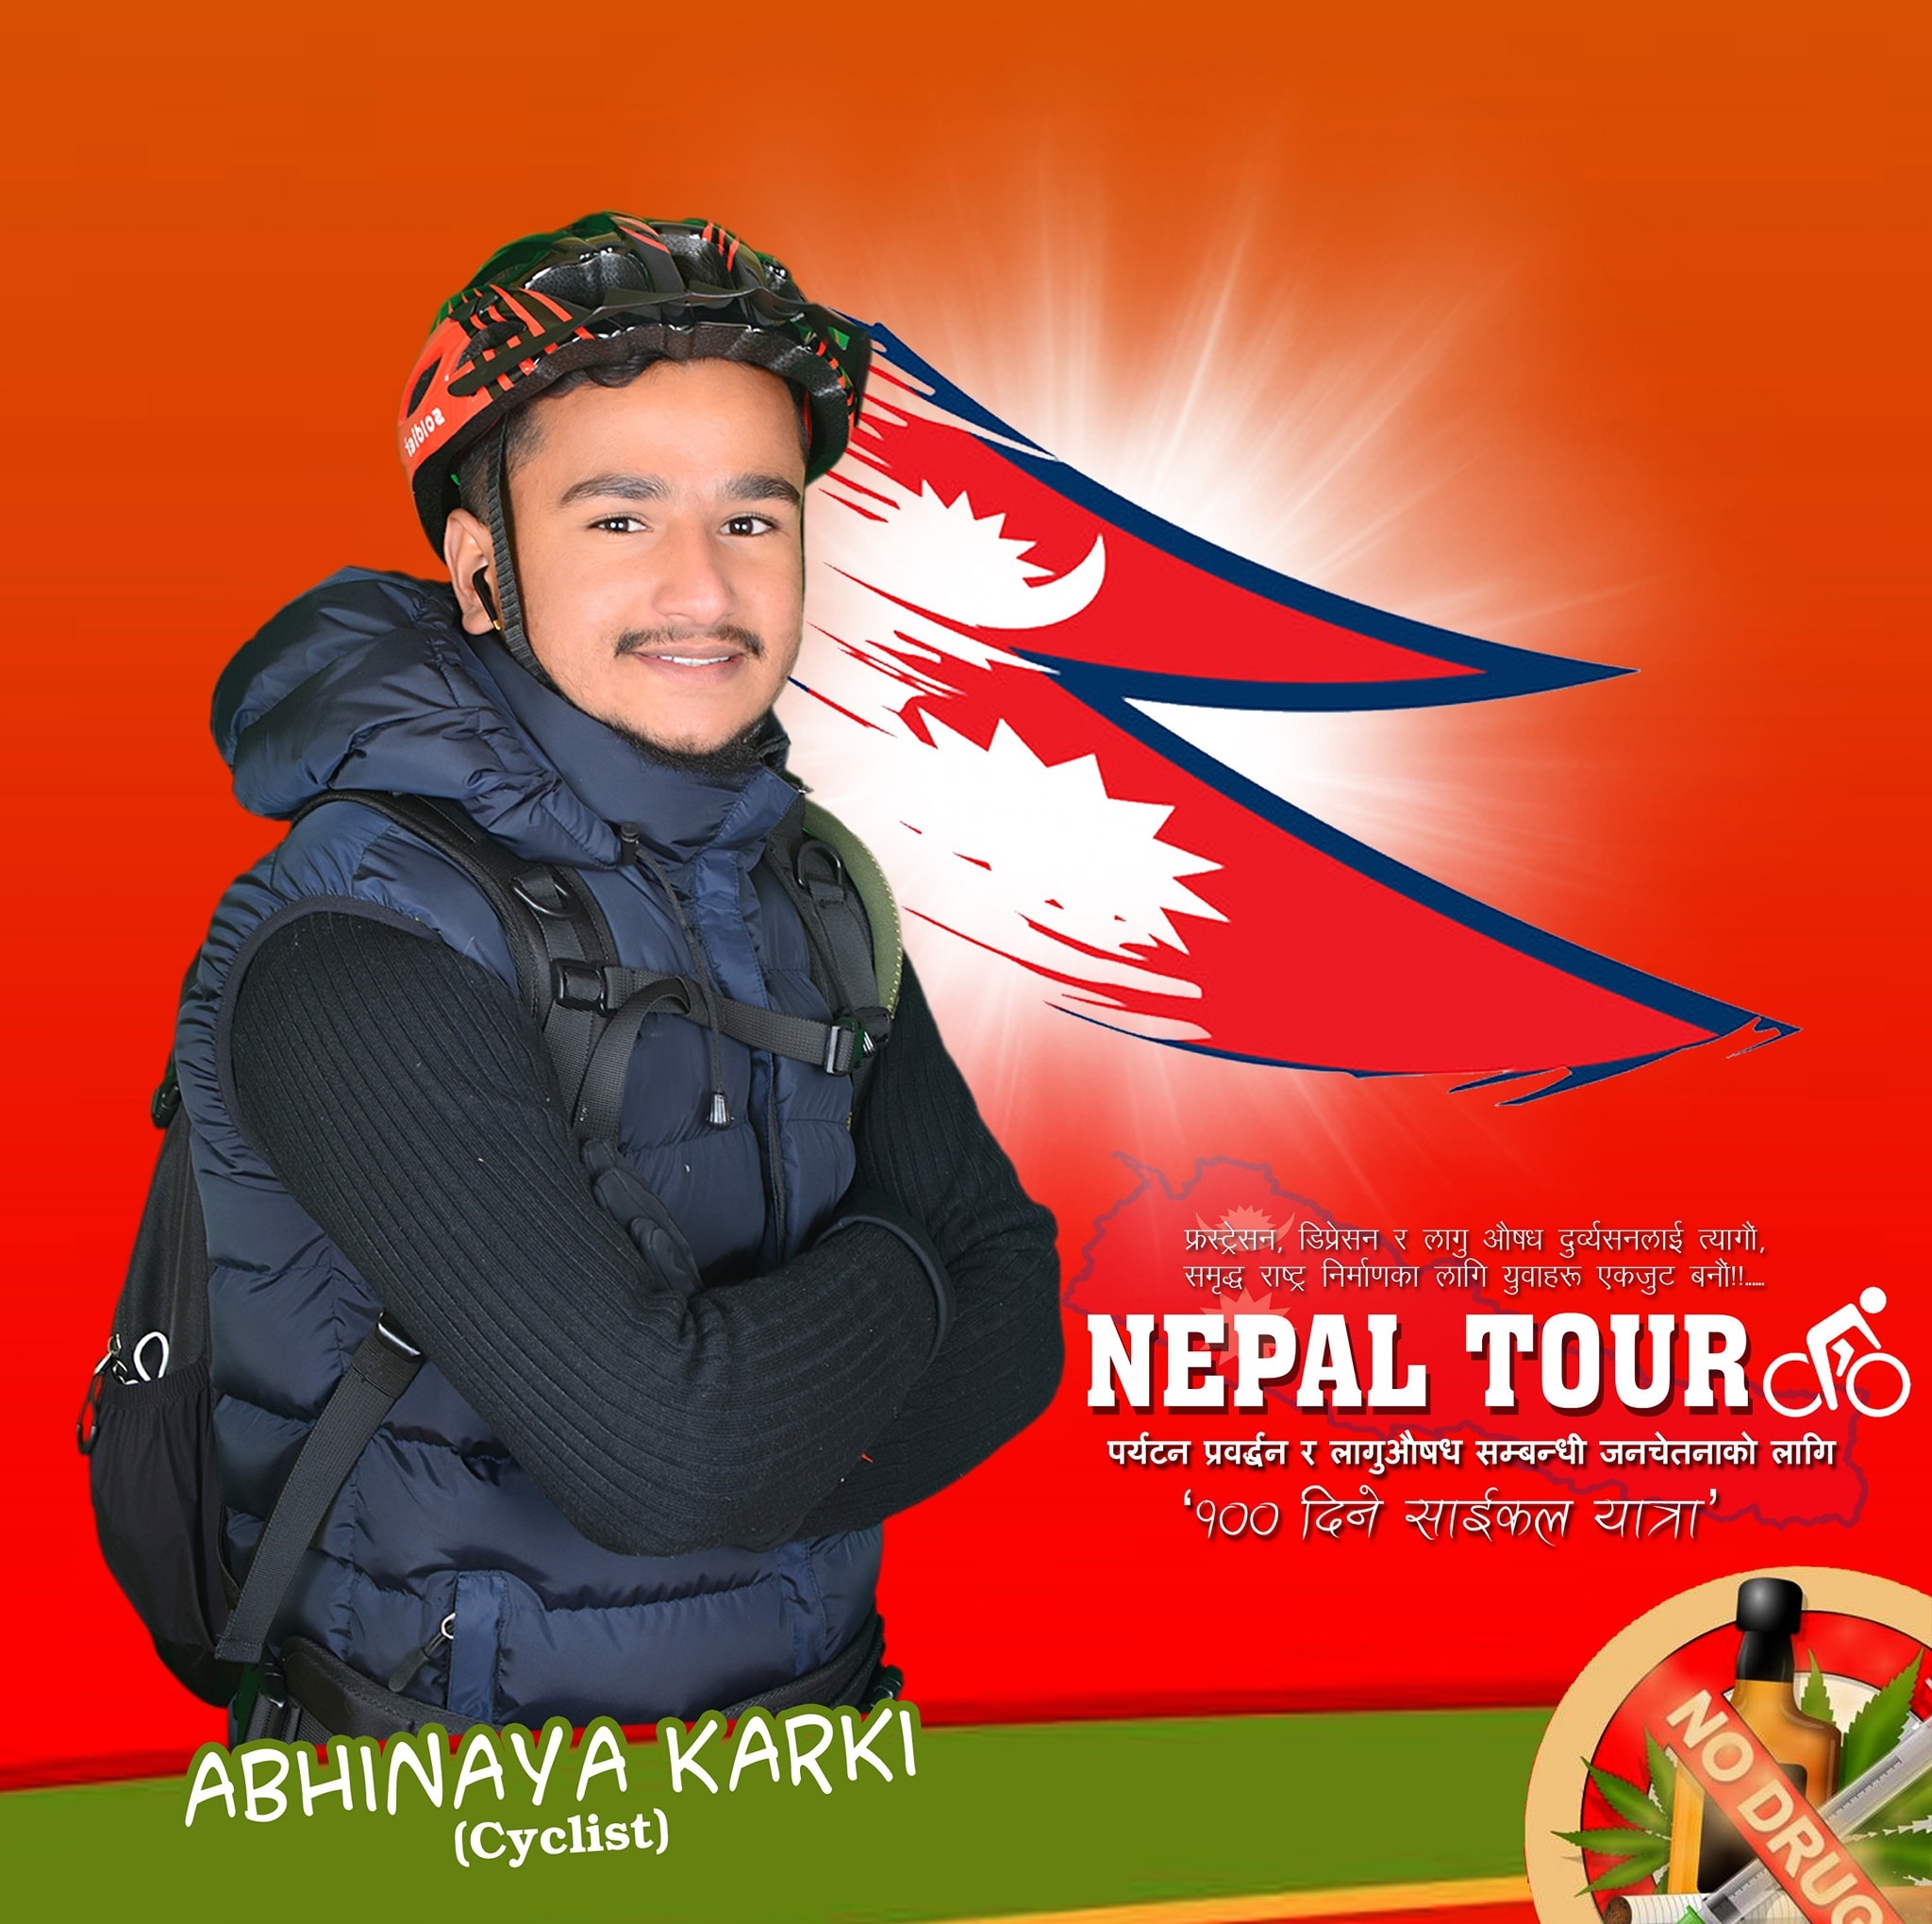 soldier
फ्रस्ट्रेसन, डिप्रेसन र लागु औषध दुर्व्यसनलाई त्यागौं,
समृद्ध राष्ट्र निर्माणका लागि युवाहरू एकजुट बनौं!!......
NEPAL TOUR
पर्यटन प्रवर्द्धन र लागुऔषध सम्बन्धी जनचेतनाको लागि
‘१०० दिने साईकल यात्रा’
ABHINAYA KARKI
(Cyclist)
NO DRUG